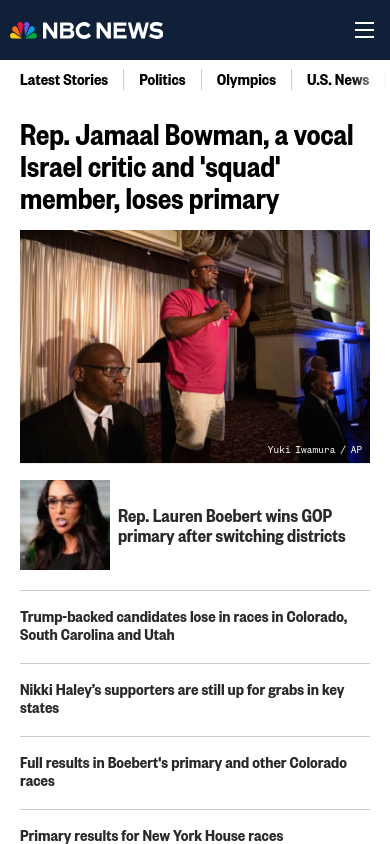 NBC NEWS
Latest Stories
Politics
Olympics
U.S. News
Rep. Jamaal Bowman, a vocal
Israel critic and 'squad'
member, loses primary
Yuki Iwamura / AP
Rep. Lauren Boebert wins GOP
primary after switching districts
Trump-backed candidates lose in races in Colorado,
South Carolina and Utah
Nikki Haley’s supporters are still up for grabs in key
states
Full results in Boebert's primary and other Colorado
races
Primary results for New York House races